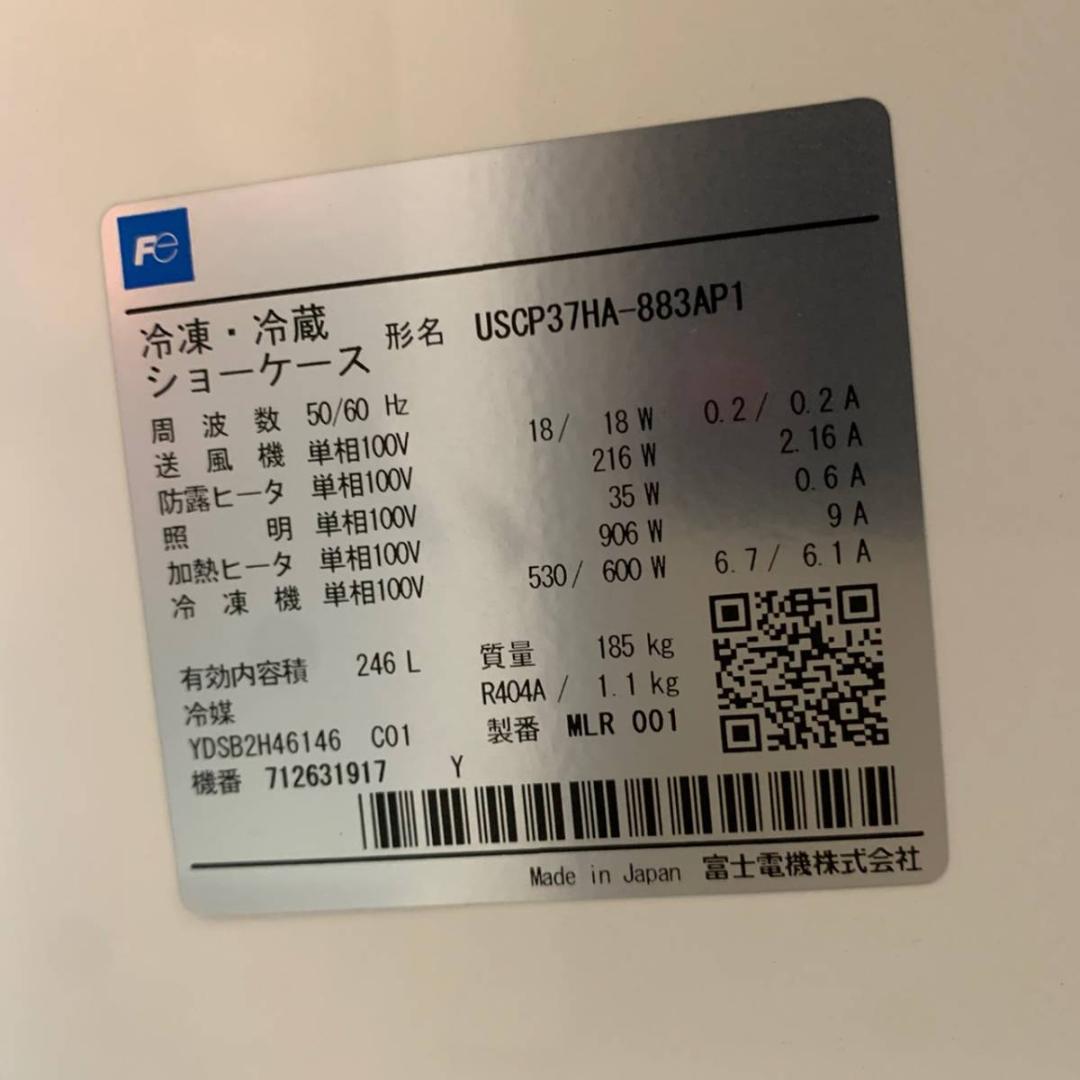 Fe
冷凍・冷蔵
ショーケース 形名 USCP37HA-883AP1
周波数 50/60 Hz
送風機 単相100V 18/ 18 W 0.2/ 0.2 A
防露ヒータ 単相100V 216 W 2.16 A
照明 単相100V 35 W 0.6 A
加熱ヒータ 単相100V 906 W 9 A
冷凍機 単相100V 530/ 600 W 6.7/ 6.1 A
有効内容積 246 L 質量 185 kg
冷媒 R404A / 1.1 kg
YDSB2H46146 C01 製番 MLR 001
機番 712631917 Y
Made in Japan 富士電機株式会社